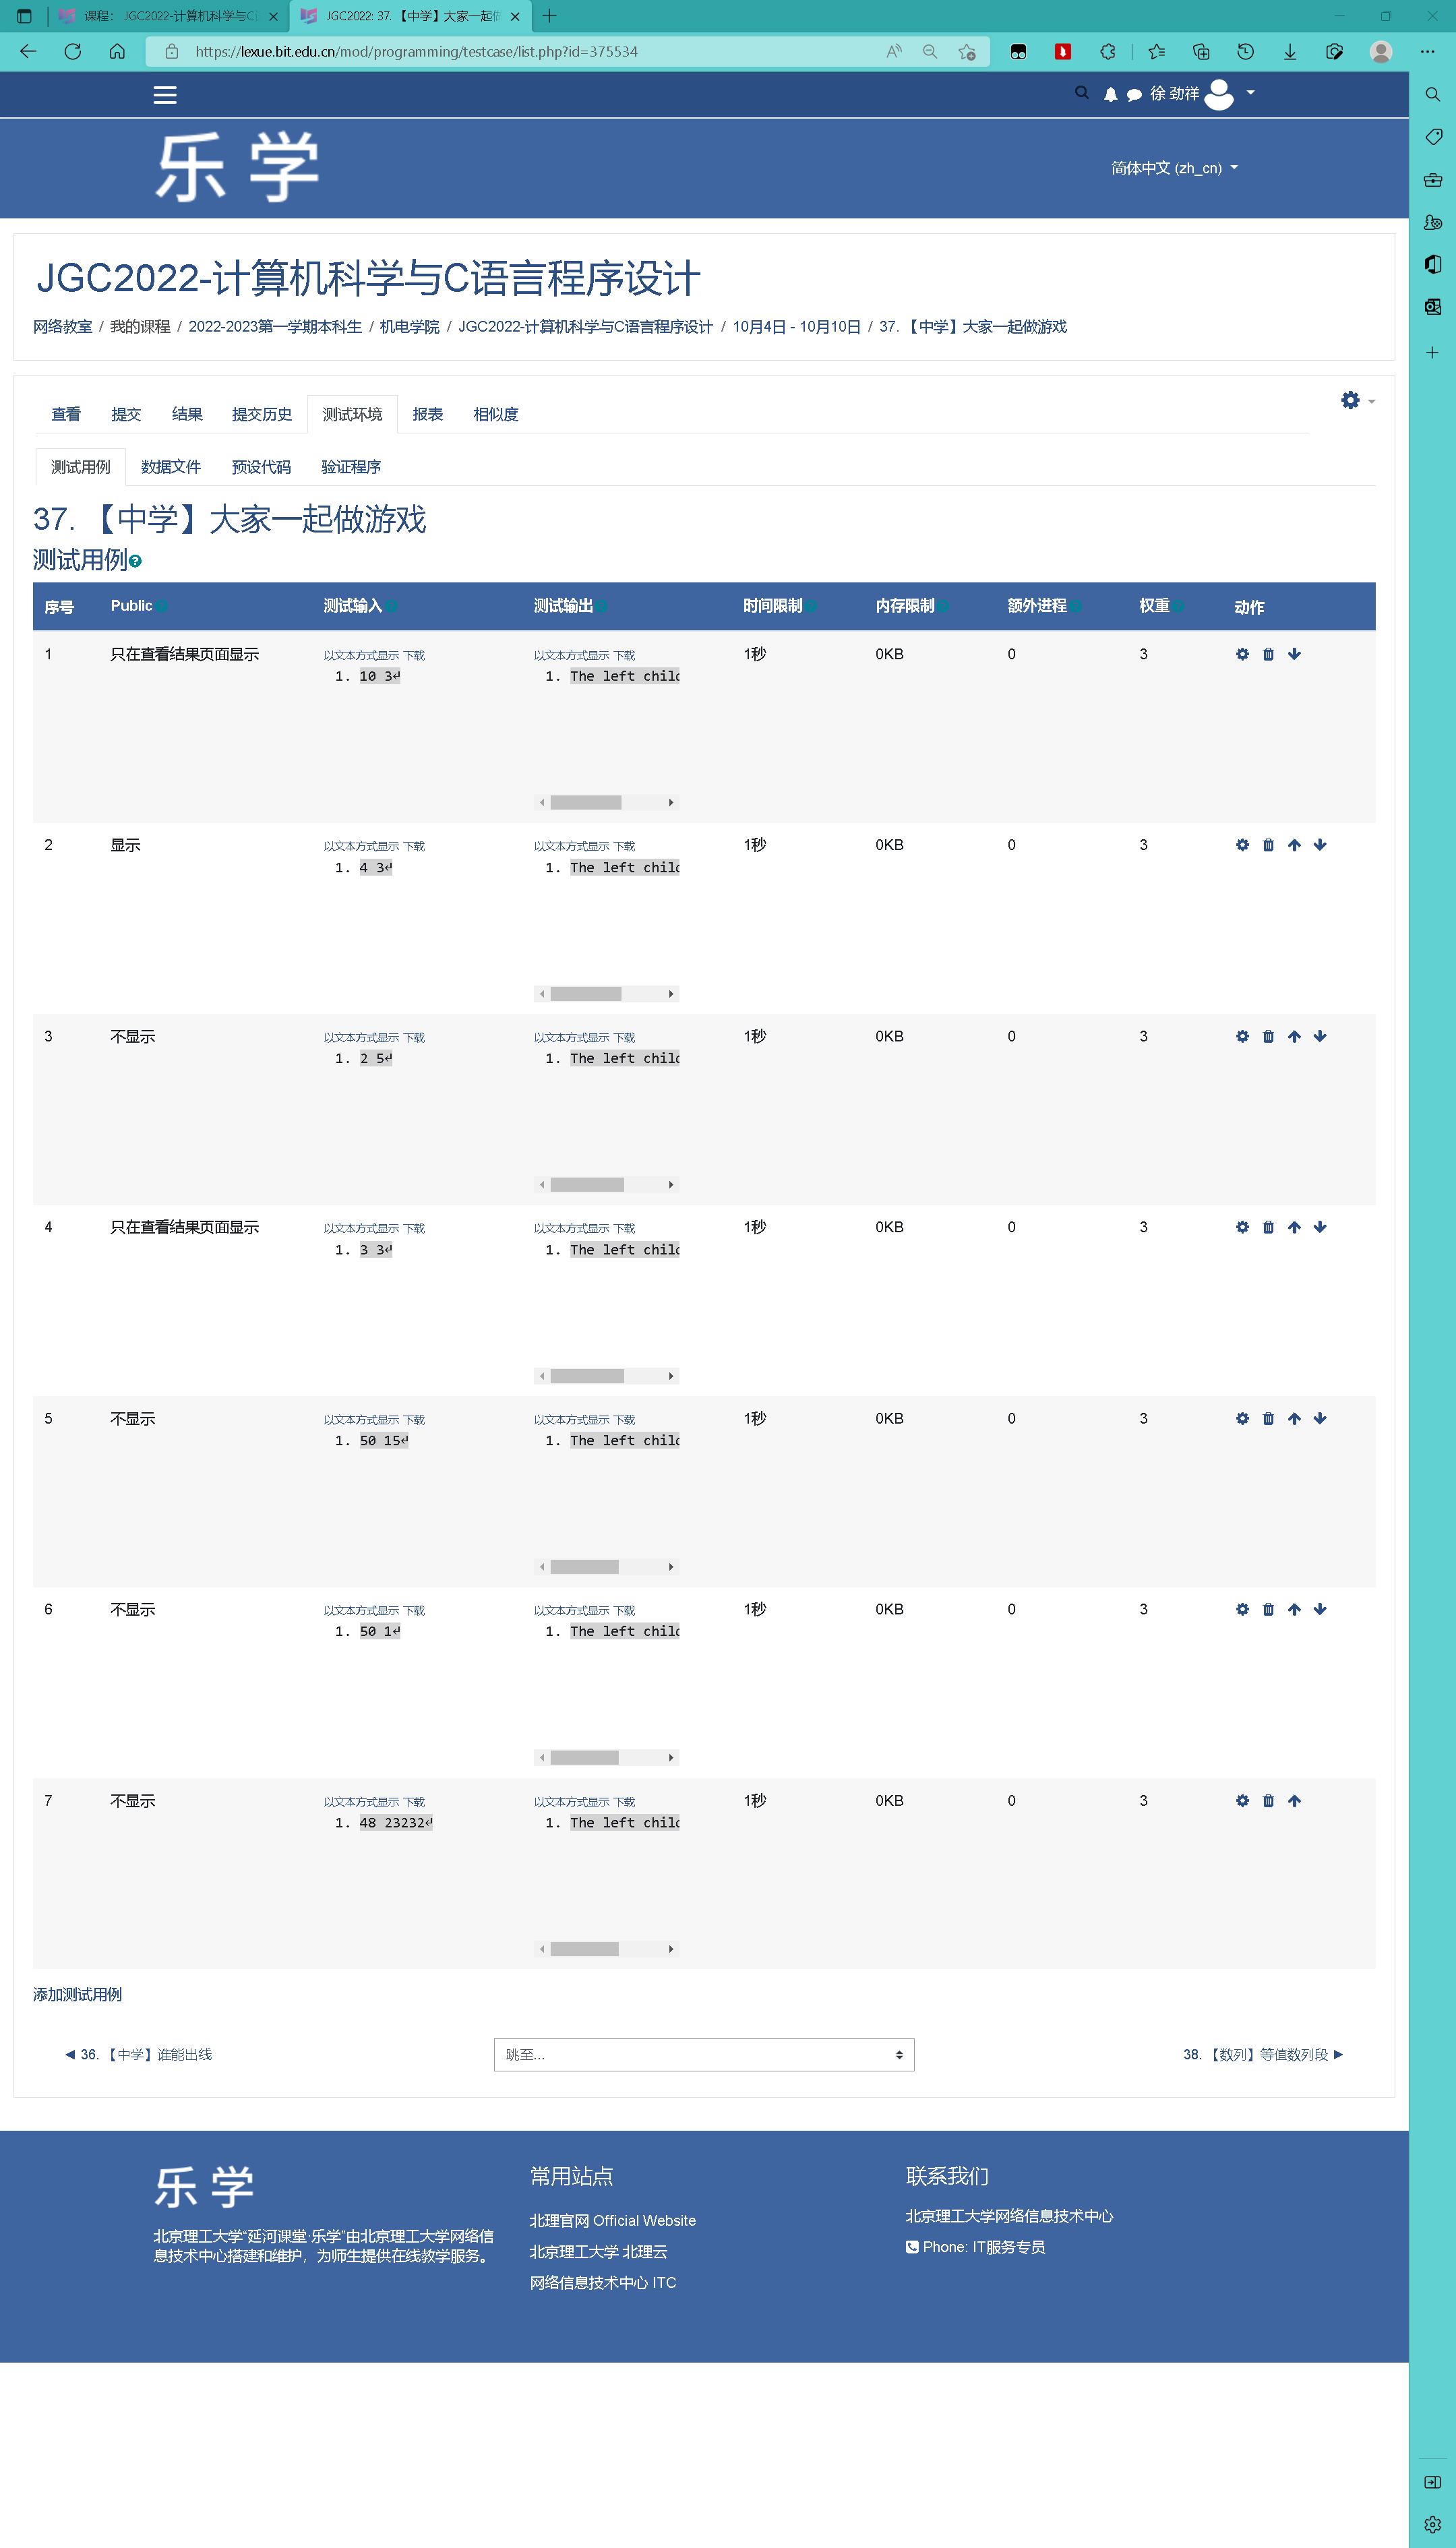 课程： JGC2022-计算机科学与C
JGC2022: 37. 【中学】大家一起做
https://lexue.bit.edu.cn/mod/programming/testcase/list.php?id=375534
徐 劲祥
乐 学
简体中文 (zh_cn)
JGC2022-计算机科学与C语言程序设计
网络教室 / 我的课程 / 2022-2023第一学期本科生 / 机电学院 / JGC2022-计算机科学与C语言程序设计 / 10月4日 - 10月10日 / 37. 【中学】大家一起做游戏
查看 提交 结果 提交历史 测试环境 报表 相似度
测试用例 数据文件 预设代码 验证程序
37. 【中学】大家一起做游戏
测试用例
序号 Public 测试输入 测试输出 时间限制 内存限制 额外进程 权重 动作
1 只在查看结果页面显示 以文本方式显示 下载 以文本方式显示 下载 1秒 0KB 0 3
1. 10 3↵ 1. The left child
2 显示 以文本方式显示 下载 以文本方式显示 下载 1秒 0KB 0 3
1. 4 3↵ 1. The left child
3 不显示 以文本方式显示 下载 以文本方式显示 下载 1秒 0KB 0 3
1. 2 5↵ 1. The left child
4 只在查看结果页面显示 以文本方式显示 下载 以文本方式显示 下载 1秒 0KB 0 3
1. 3 3↵ 1. The left child
5 不显示 以文本方式显示 下载 以文本方式显示 下载 1秒 0KB 0 3
1. 50 15↵ 1. The left child
6 不显示 以文本方式显示 下载 以文本方式显示 下载 1秒 0KB 0 3
1. 50 1↵ 1. The left child
7 不显示 以文本方式显示 下载 以文本方式显示 下载 1秒 0KB 0 3
1. 48 23232↵ 1. The left child
添加测试用例
◀ 36. 【中学】谁能出线
跳至...
38. 【数列】等值数列段 ▶
乐 学
北京理工大学“延河课堂·乐学”由北京理工大学网络信
息技术中心搭建和维护，为师生提供在线教学服务。
常用站点
北理官网 Official Website
北京理工大学 北理云
网络信息技术中心 ITC
联系我们
北京理工大学网络信息技术中心
Phone: IT服务专员